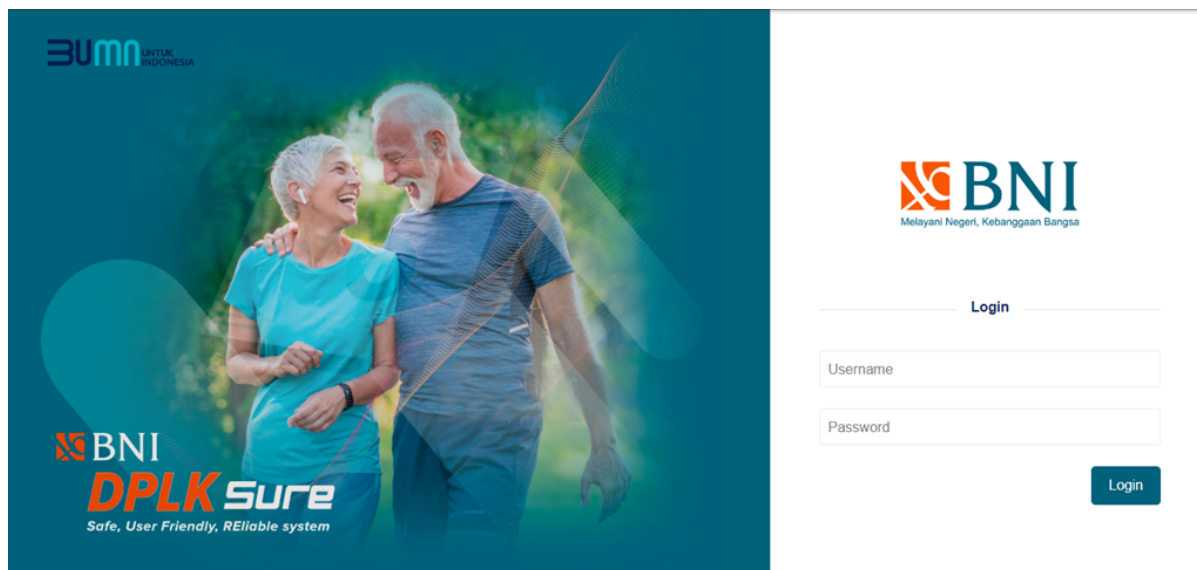 BUMN UNTUK
INDONESIA
BNI
DPLK Sure
Safe, User Friendly, REliable system
BNI
Melayani Negeri, Kebanggaan Bangsa
Login
Username
Password
Login